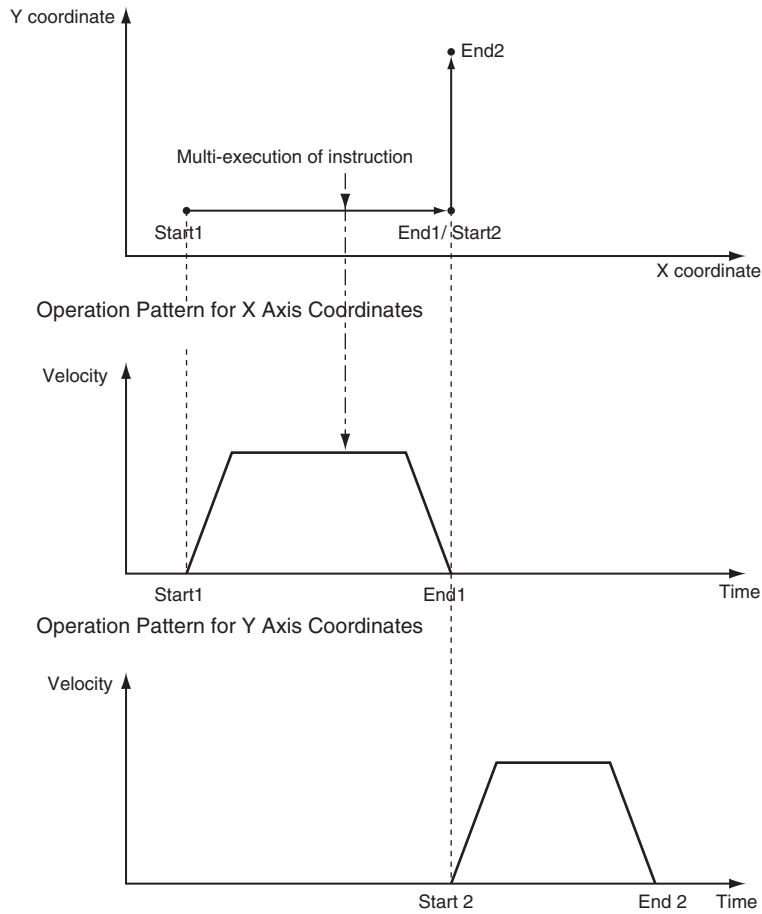 Y coordinate
End2
Multi-execution of instruction
Start1
End1/ Start2
X coordinate
Operation Pattern for X Axis Coordinates
Velocity
Start1
End1
Time
Operation Pattern for Y Axis Coordinates
Velocity
Start 2
End 2
Time